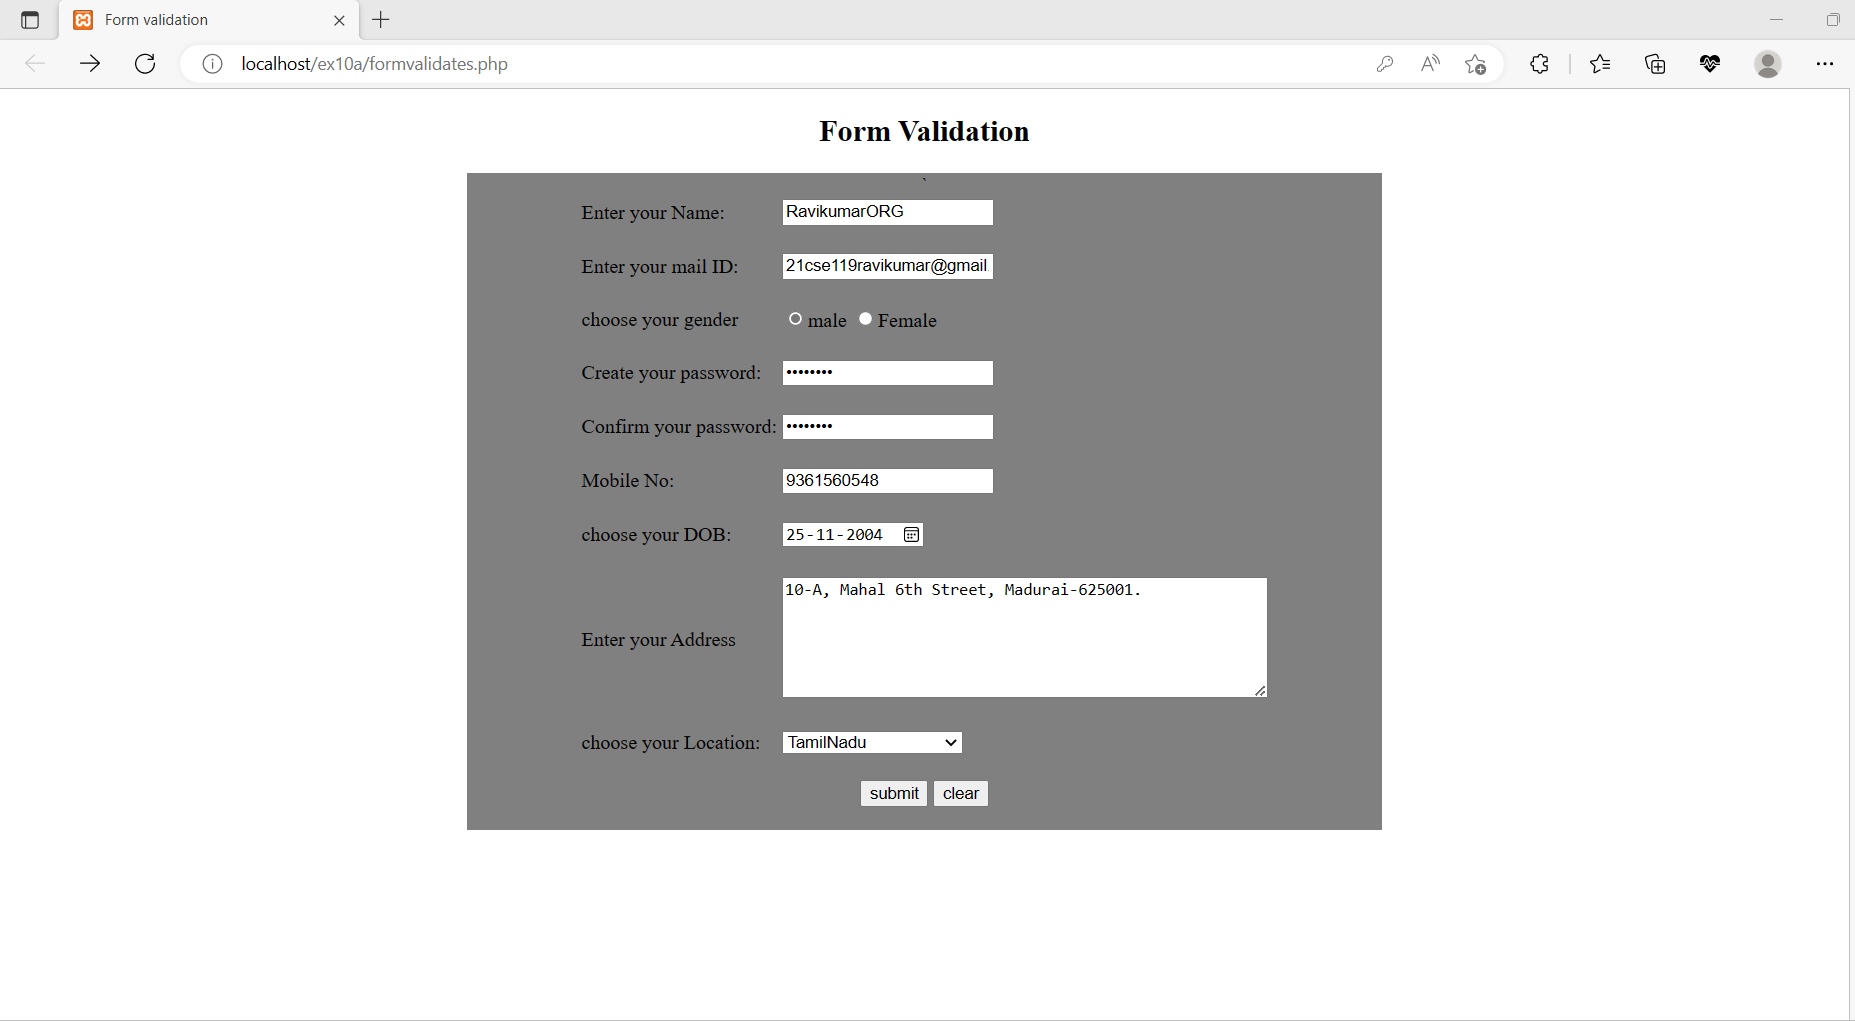 Form validation
localhost/ex10a/formvalidates.php
Form Validation
`
Enter your Name: RavikumarORG
Enter your mail ID: 21cse119ravikumar@gmail.
choose your gender male Female
Create your password: ••••••••
Confirm your password: ••••••••
Mobile No: 9361560548
choose your DOB: 25-11-2004
10-A, Mahal 6th Street, Madurai-625001.
Enter your Address
choose your Location: TamilNadu
submit clear